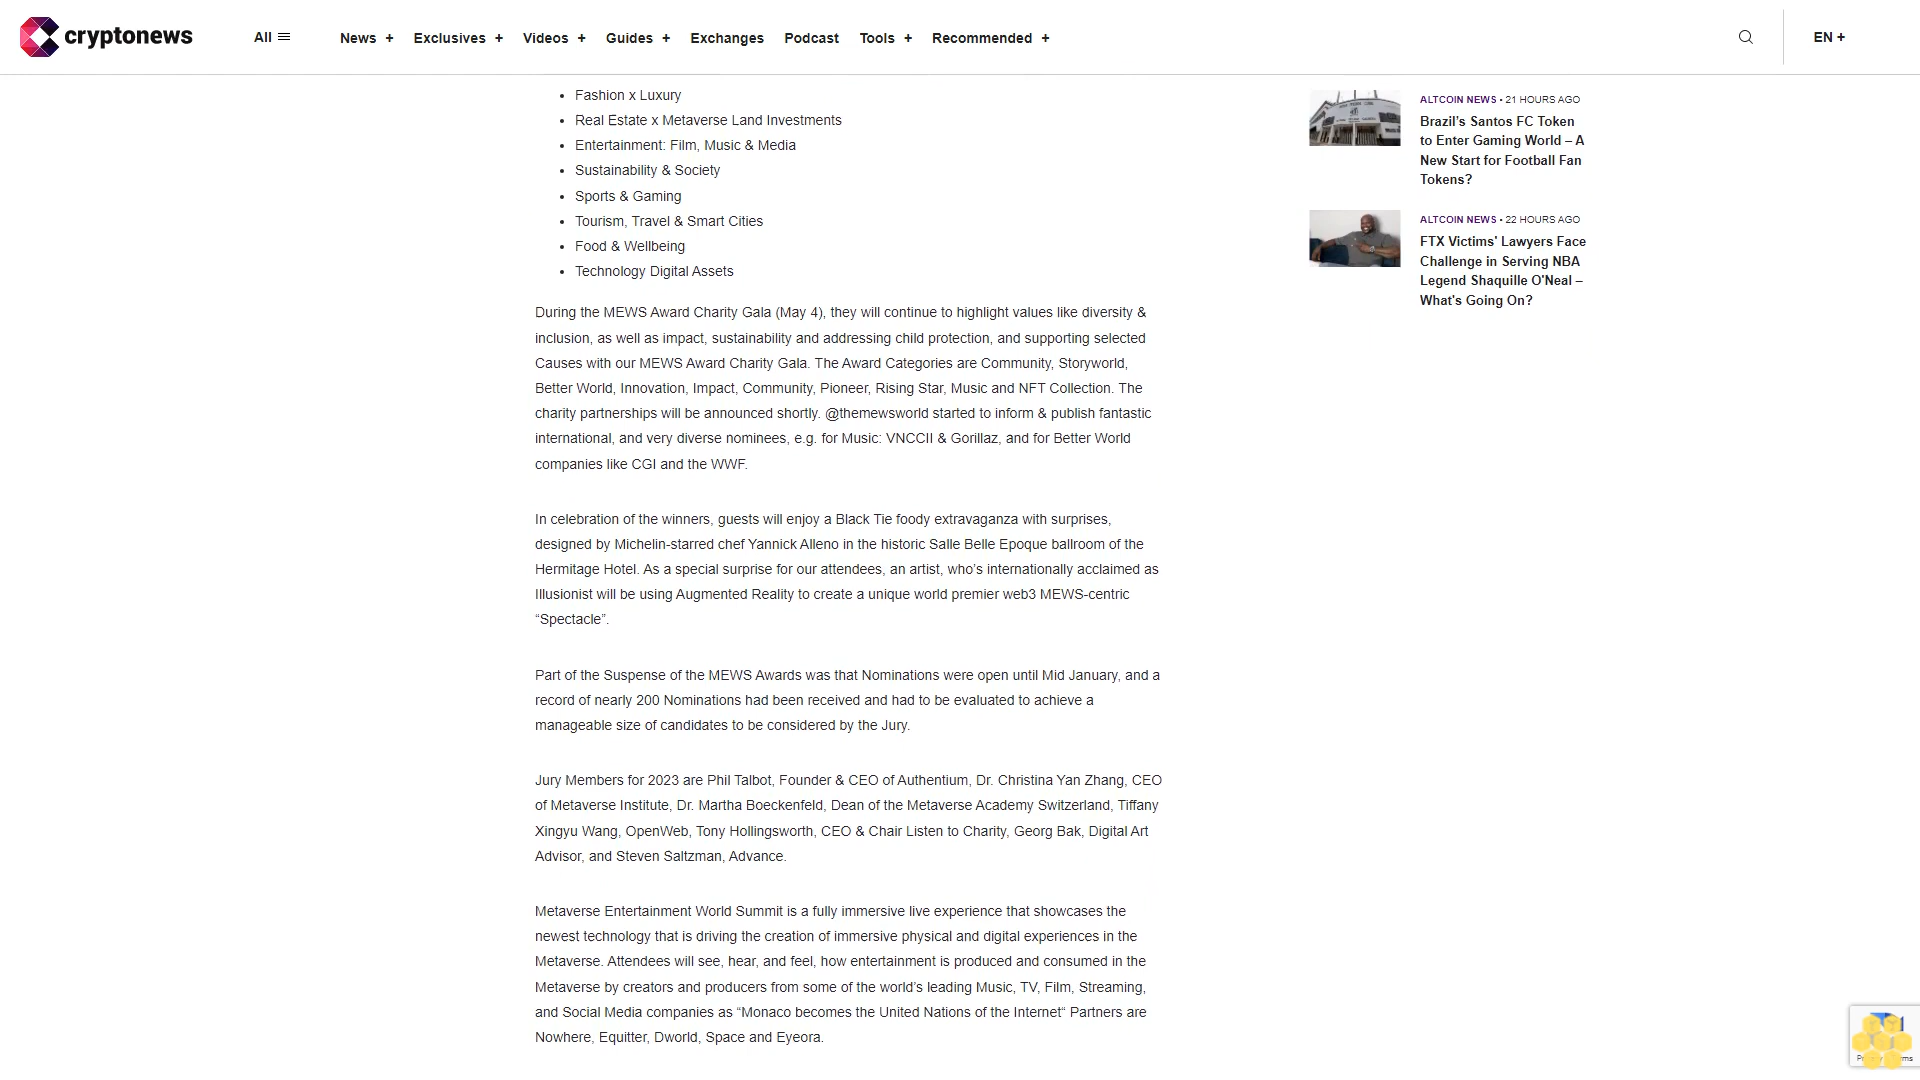 cryptonews
All
News +
Exclusives +
Videos +
Guides +
Exchanges
Podcast
Tools +
Recommended +
EN +
• Fashion x Luxury
• Real Estate x Metaverse Land Investments
• Entertainment: Film, Music & Media
• Sustainability & Society
• Sports & Gaming
• Tourism, Travel & Smart Cities
• Food & Wellbeing
• Technology Digital Assets
During the MEWS Award Charity Gala (May 4), they will continue to highlight values like diversity &
inclusion, as well as impact, sustainability and addressing child protection, and supporting selected
Causes with our MEWS Award Charity Gala. The Award Categories are Community, Storyworld,
Better World, Innovation, Impact, Community, Pioneer, Rising Star, Music and NFT Collection. The
charity partnerships will be announced shortly. @themewsworld started to inform & publish fantastic
international, and very diverse nominees, e.g. for Music: VNCCII & Gorillaz, and for Better World
companies like CGI and the WWF.
In celebration of the winners, guests will enjoy a Black Tie foody extravaganza with surprises,
designed by Michelin-starred chef Yannick Alleno in the historic Salle Belle Epoque ballroom of the
Hermitage Hotel. As a special surprise for our attendees, an artist, who’s internationally acclaimed as
Illusionist will be using Augmented Reality to create a unique world premier web3 MEWS-centric
“Spectacle”.
Part of the Suspense of the MEWS Awards was that Nominations were open until Mid January, and a
record of nearly 200 Nominations had been received and had to be evaluated to achieve a
manageable size of candidates to be considered by the Jury.
Jury Members for 2023 are Phil Talbot, Founder & CEO of Authentium, Dr. Christina Yan Zhang, CEO
of Metaverse Institute, Dr. Martha Boeckenfeld, Dean of the Metaverse Academy Switzerland, Tiffany
Xingyu Wang, OpenWeb, Tony Hollingsworth, CEO & Chair Listen to Charity, Georg Bak, Digital Art
Advisor, and Steven Saltzman, Advance.
Metaverse Entertainment World Summit is a fully immersive live experience that showcases the
newest technology that is driving the creation of immersive physical and digital experiences in the
Metaverse. Attendees will see, hear, and feel, how entertainment is produced and consumed in the
Metaverse by creators and producers from some of the world’s leading Music, TV, Film, Streaming,
and Social Media companies as “Monaco becomes the United Nations of the Internet“ Partners are
Nowhere, Equitter, Dworld, Space and Eyeora.
ALTCOIN NEWS • 21 HOURS AGO
Brazil’s Santos FC Token
to Enter Gaming World – A
New Start for Football Fan
Tokens?
ALTCOIN NEWS • 22 HOURS AGO
FTX Victims' Lawyers Face
Challenge in Serving NBA
Legend Shaquille O'Neal –
What's Going On?